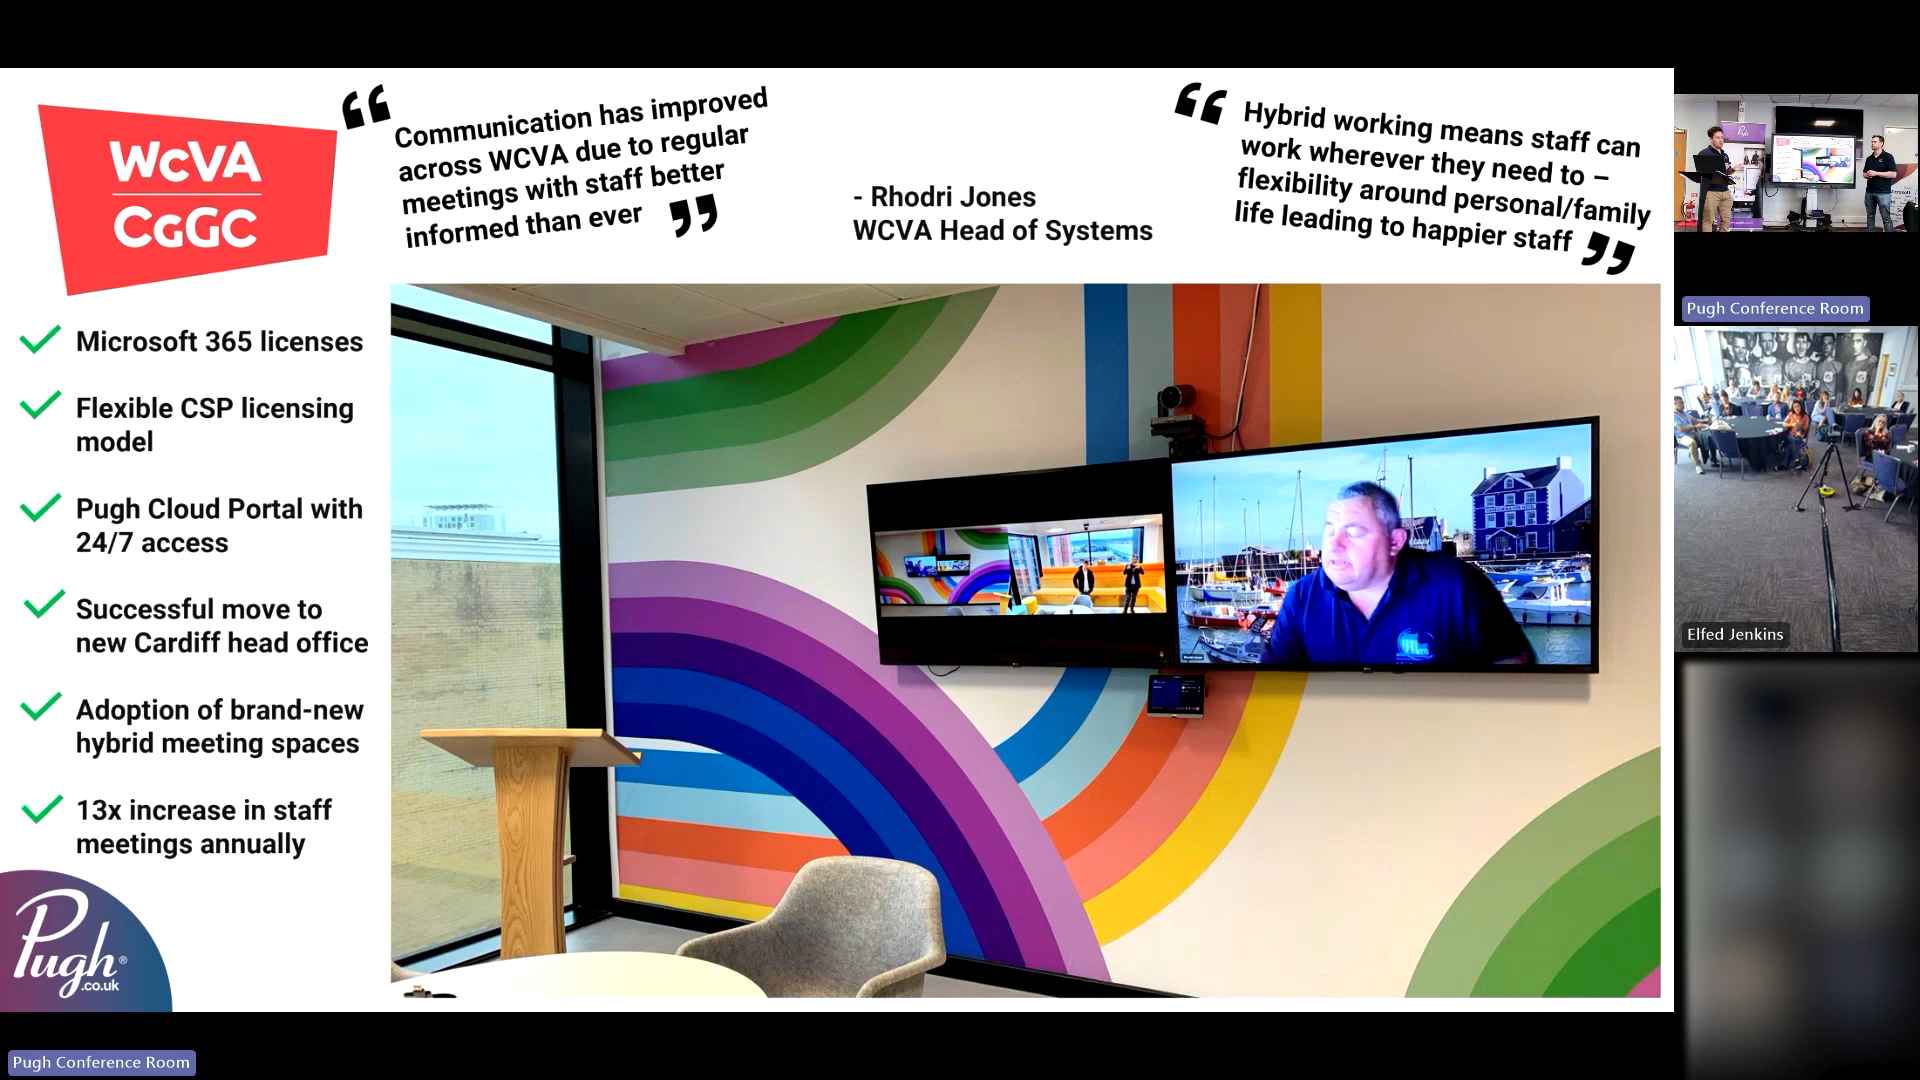 WCVA
CGGC
Communication has improved
across WCVA due to regular
meetings with staff better
informed than ever
- Rhodri Jones
WCVA Head of Systems
Hybrid working means staff can
work wherever they need to –
flexibility around personal/family
life leading to happier staff
Microsoft 365 licenses
Flexible CSP licensing
model
Pugh Cloud Portal with
24/7 access
Successful move to
new Cardiff head office
Adoption of brand-new
hybrid meeting spaces
13x increase in staff
meetings annually
Pugh®
.co.uk
Pugh Conference Room
Pugh Conference Room
Elfed Jenkins